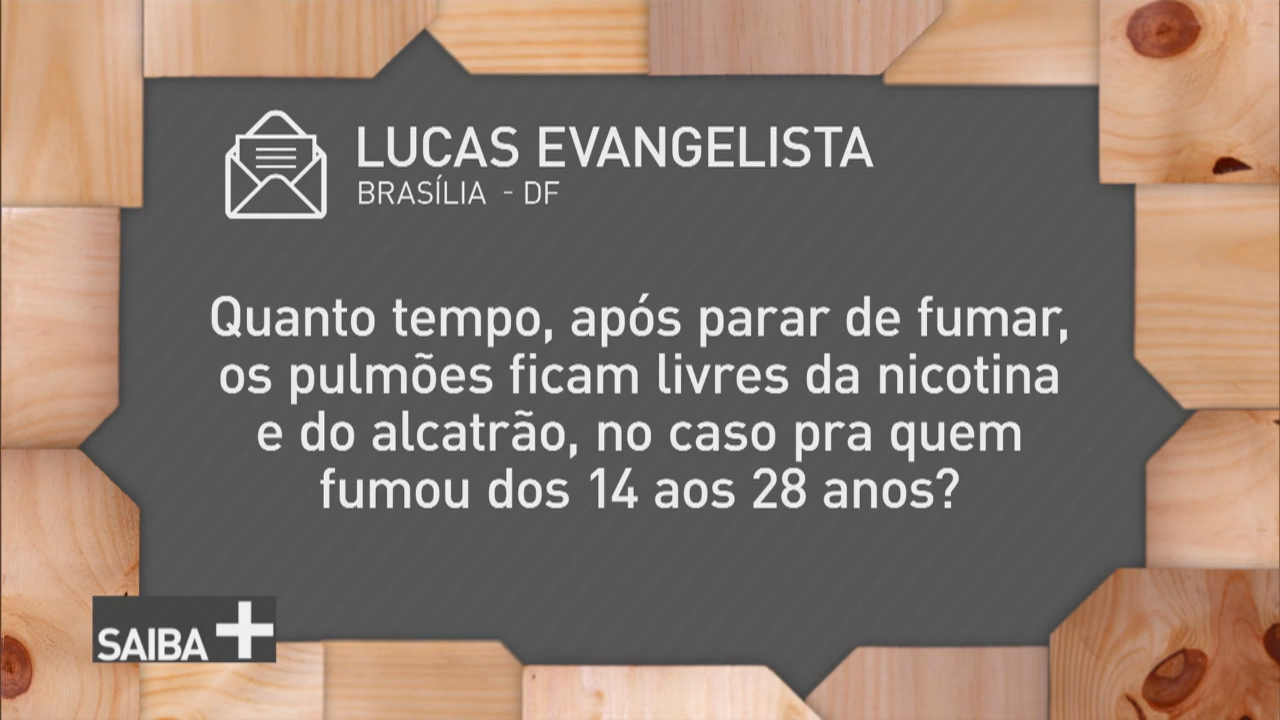 LUCAS EVANGELISTA
BRASÍLIA - DF
Quanto tempo, após parar de fumar,
os pulmões ficam livres da nicotina
e do alcatrão, no caso pra quem
fumou dos 14 aos 28 anos?
SAIBA+